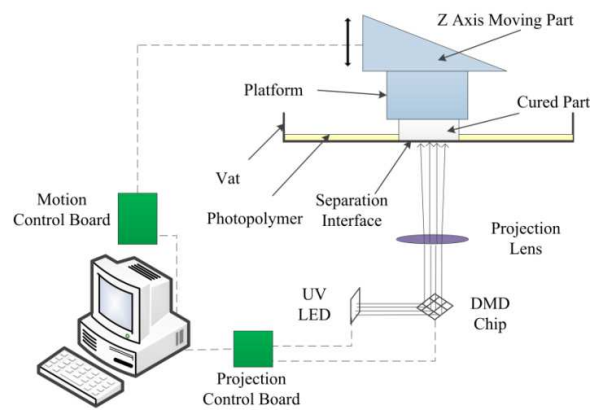 Z Axis Moving Part
Platform
Cured Part
Vat
Photopolymer
Separation
Interface
Motion
Control Board
Projection
Lens
UV
LED
DMD
Chip
Projection
Control Board